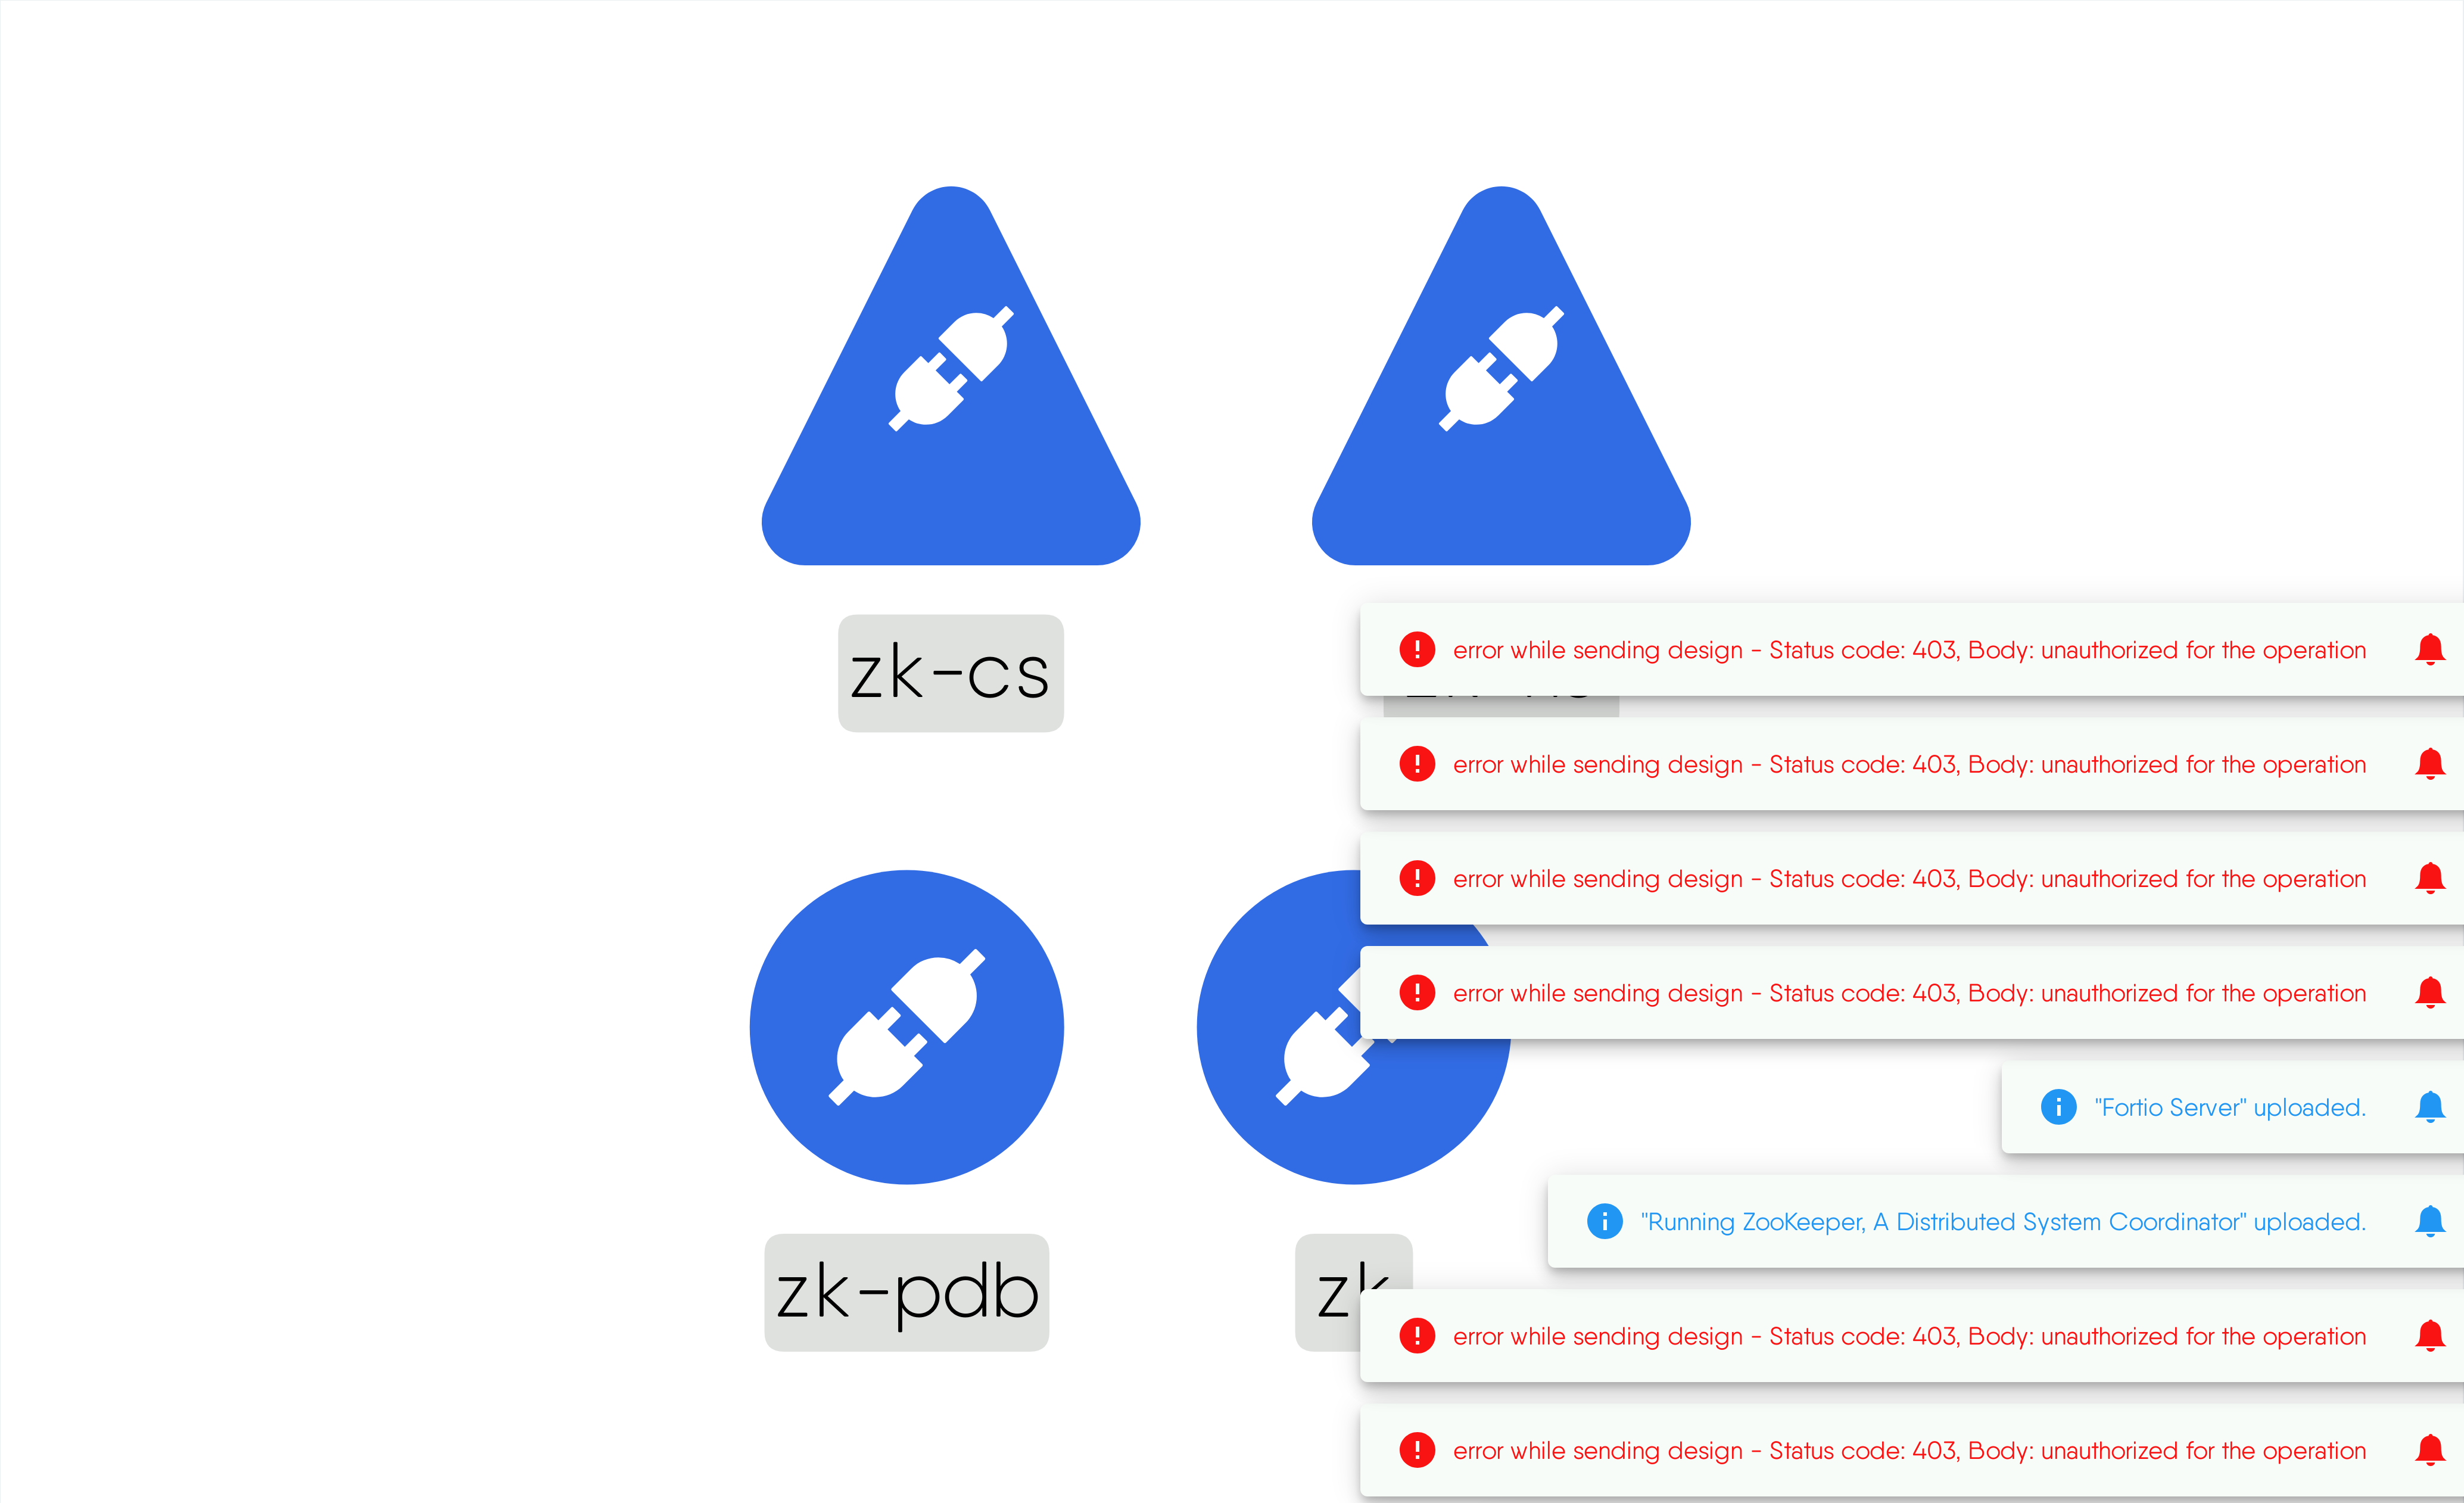 zk-cs
error while sending design - Status code: 403, Body: unauthorized for the operation
error while sending design - Status code: 403, Body: unauthorized for the operation
error while sending design - Status code: 403, Body: unauthorized for the operation
error while sending design - Status code: 403, Body: unauthorized for the operation
"Fortio Server" uploaded.
"Running ZooKeeper, A Distributed System Coordinator" uploaded.
zk-pdb
zk
error while sending design - Status code: 403, Body: unauthorized for the operation
error while sending design - Status code: 403, Body: unauthorized for the operation